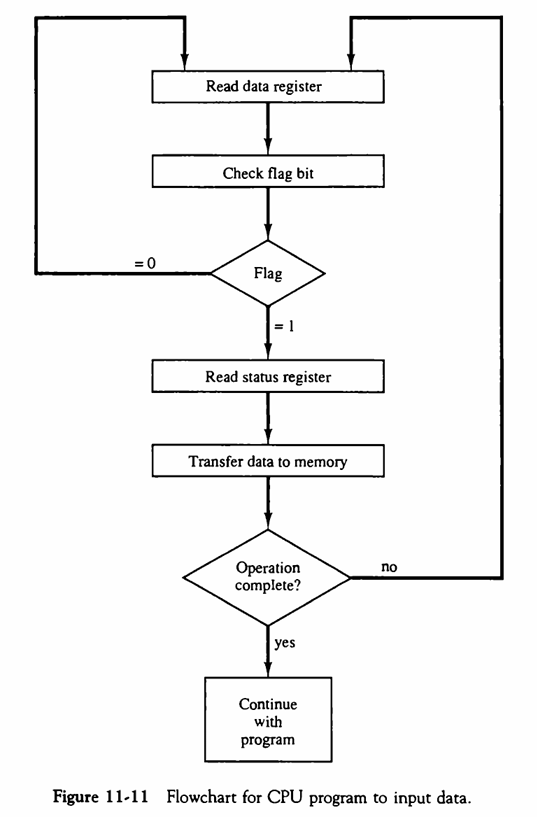 Read data register
Check flag bit
= 0
Flag
= 1
Read status register
Transfer data to memory
Operation
complete?
no
yes
Continue
with
program
Figure 11-11 Flowchart for CPU program to input data.